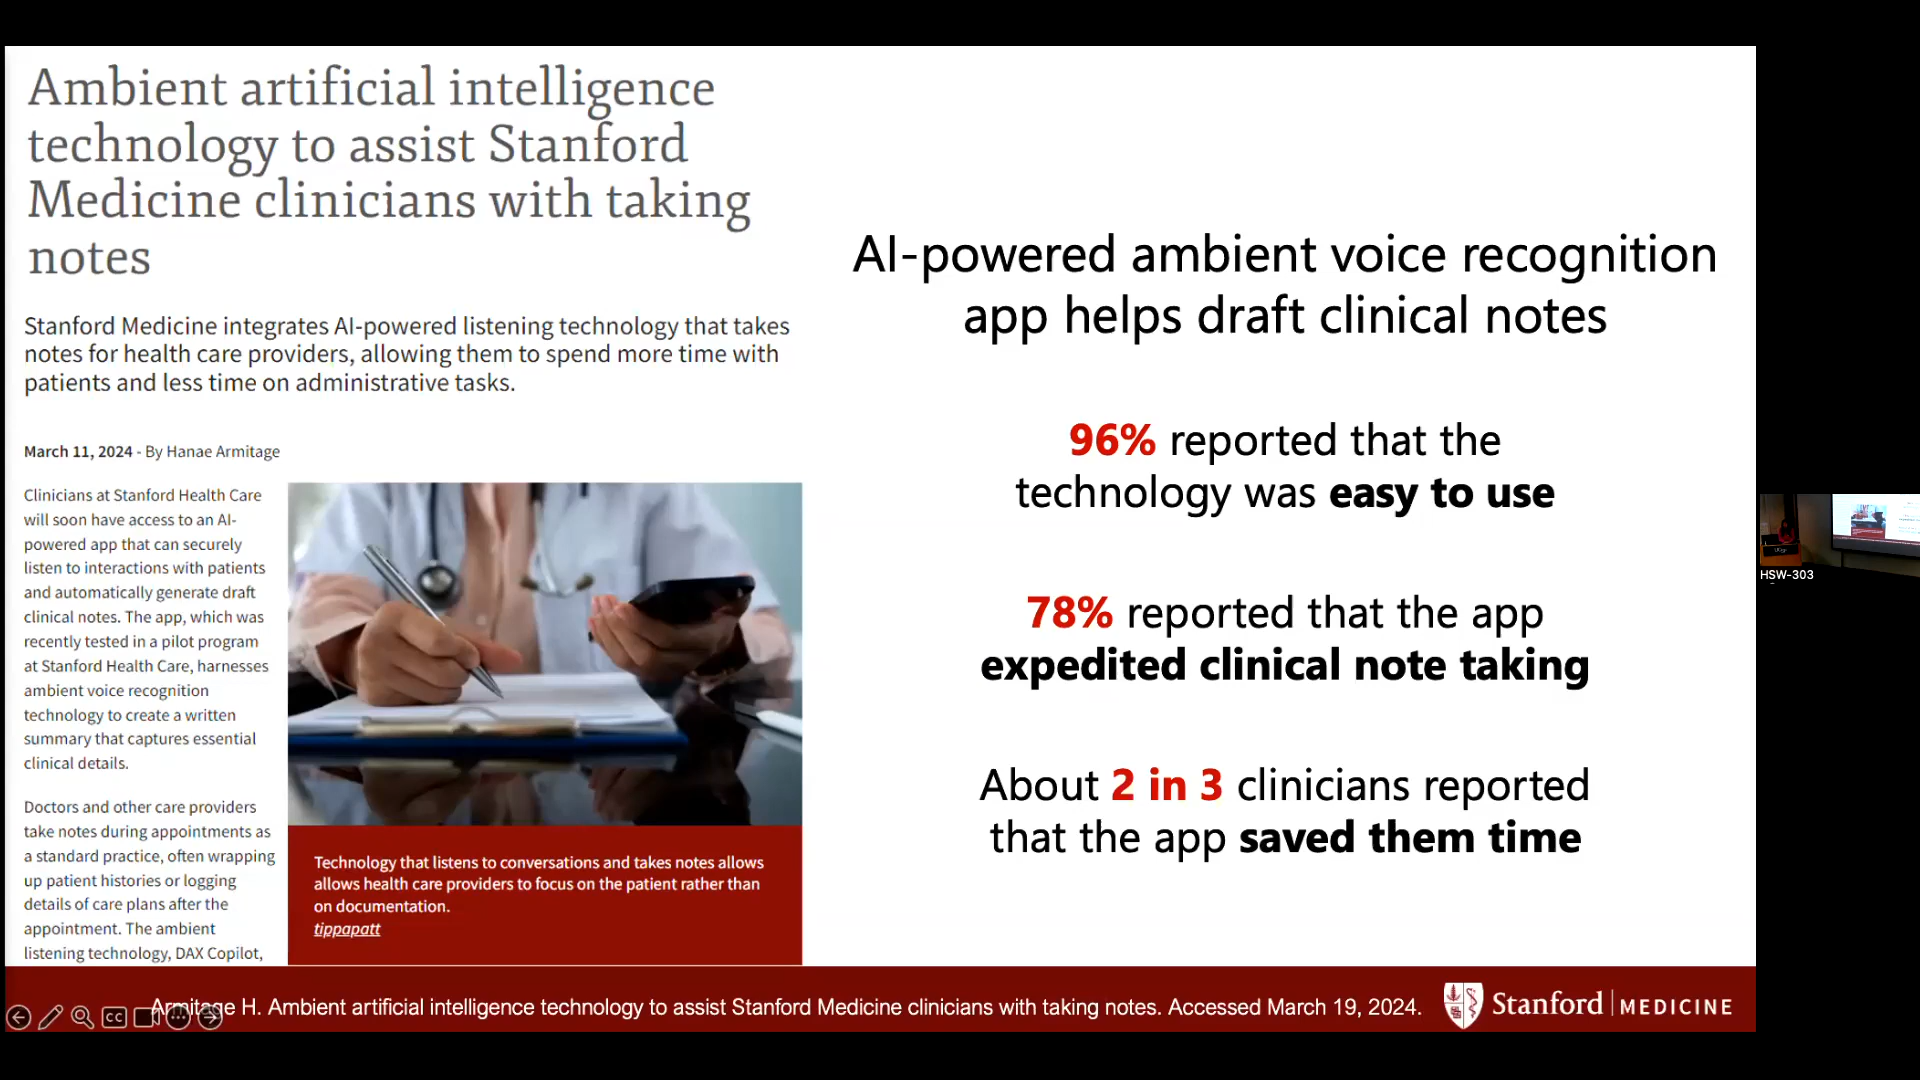 Ambient artificial intelligence
technology to assist Stanford
Medicine clinicians with taking
notes
Stanford Medicine integrates AI-powered listening technology that takes
notes for health care providers, allowing them to spend more time with
patients and less time on administrative tasks.
March 11, 2024 - By Hanae Armitage
Clinicians at Stanford Health Care
will soon have access to an AI-
powered app that can securely
listen to interactions with patients
and automatically generate draft
clinical notes. The app, which was
recently tested in a pilot program
at Stanford Health Care, harnesses
ambient voice recognition
technology to create a written
summary that captures essential
clinical details.
Doctors and other care providers
take notes during appointments as
a standard practice, often wrapping
up patient histories or logging
details of care plans after the
appointment. The ambient
listening technology, DAX Copilot,
Technology that listens to conversations and takes notes allows
allows health care providers to focus on the patient rather than
on documentation.
tippapatt
AI-powered ambient voice recognition
app helps draft clinical notes
96% reported that the
technology was easy to use
78% reported that the app
expedited clinical note taking
About 2 in 3 clinicians reported
that the app saved them time
Armitage H. Ambient artificial intelligence technology to assist Stanford Medicine clinicians with taking notes. Accessed March 19, 2024.
Stanford MEDICINE
CC
HSW-303